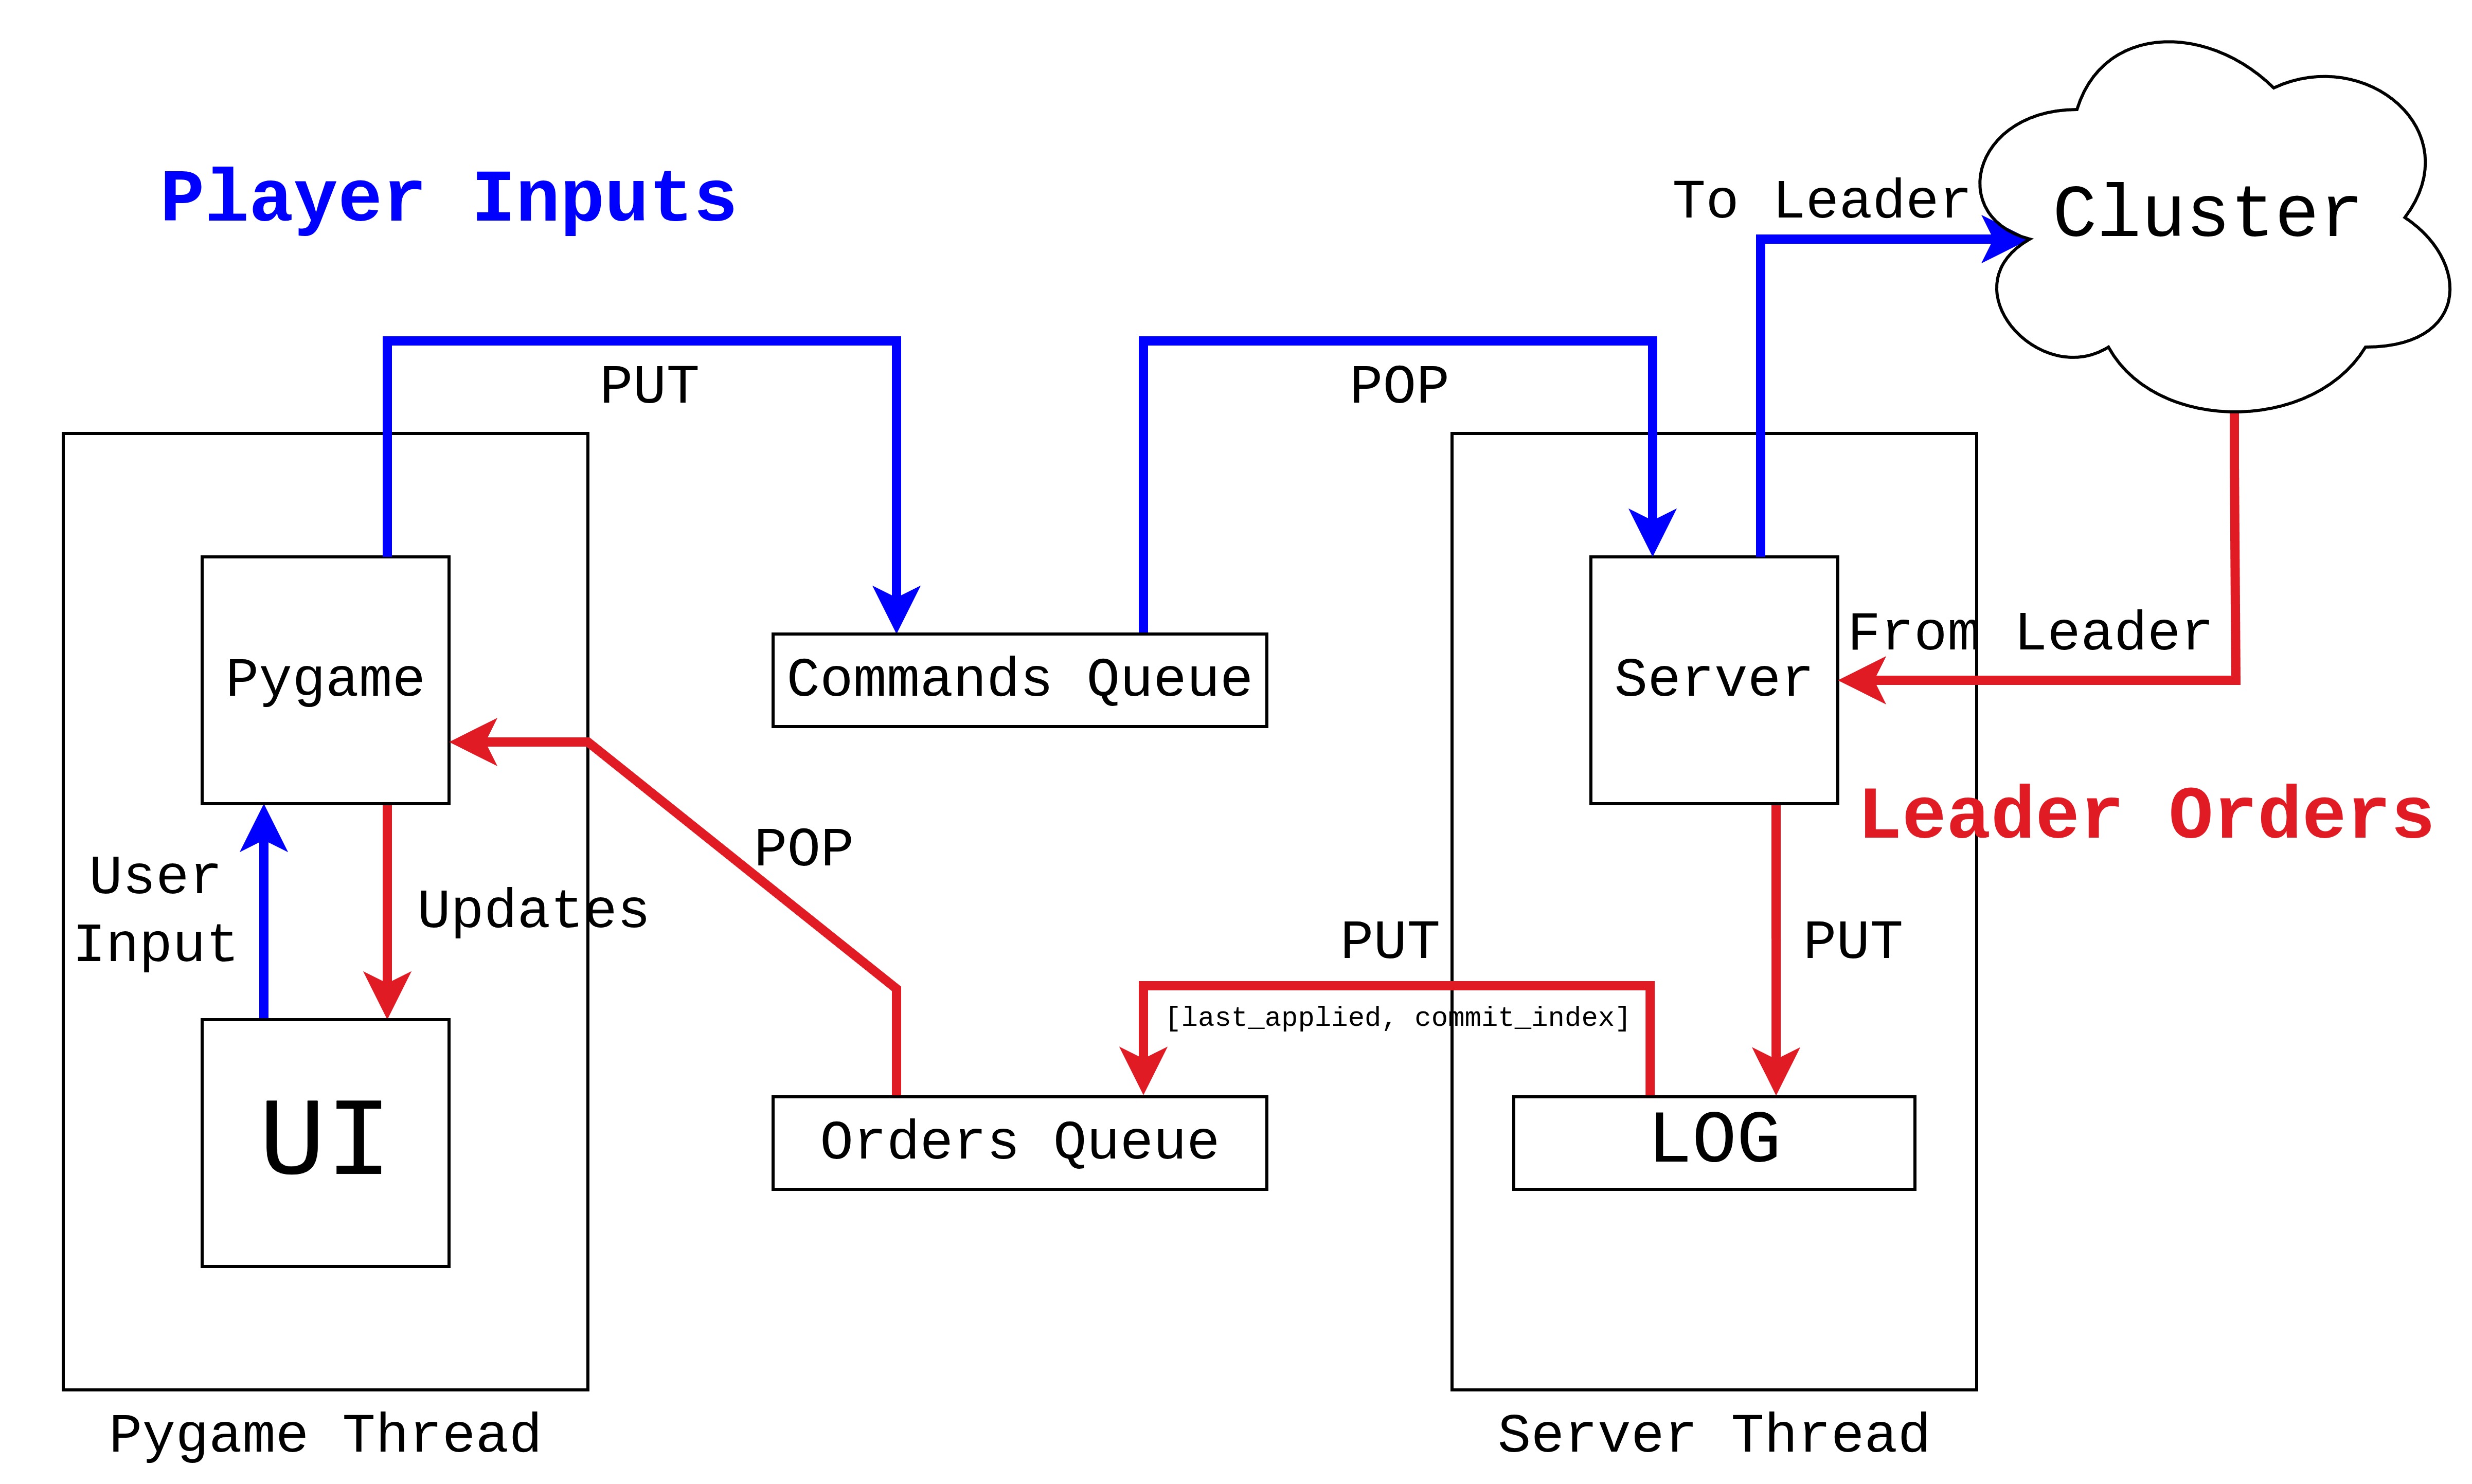 Player Inputs
To Leader
Cluster
PUT
POP
Pygame
Commands Queue
Server
From Leader
Leader Orders
User
Input
Updates
POP
PUT
PUT
[last_applied, commit_index]
UI
Orders Queue
LOG
Pygame Thread
Server Thread